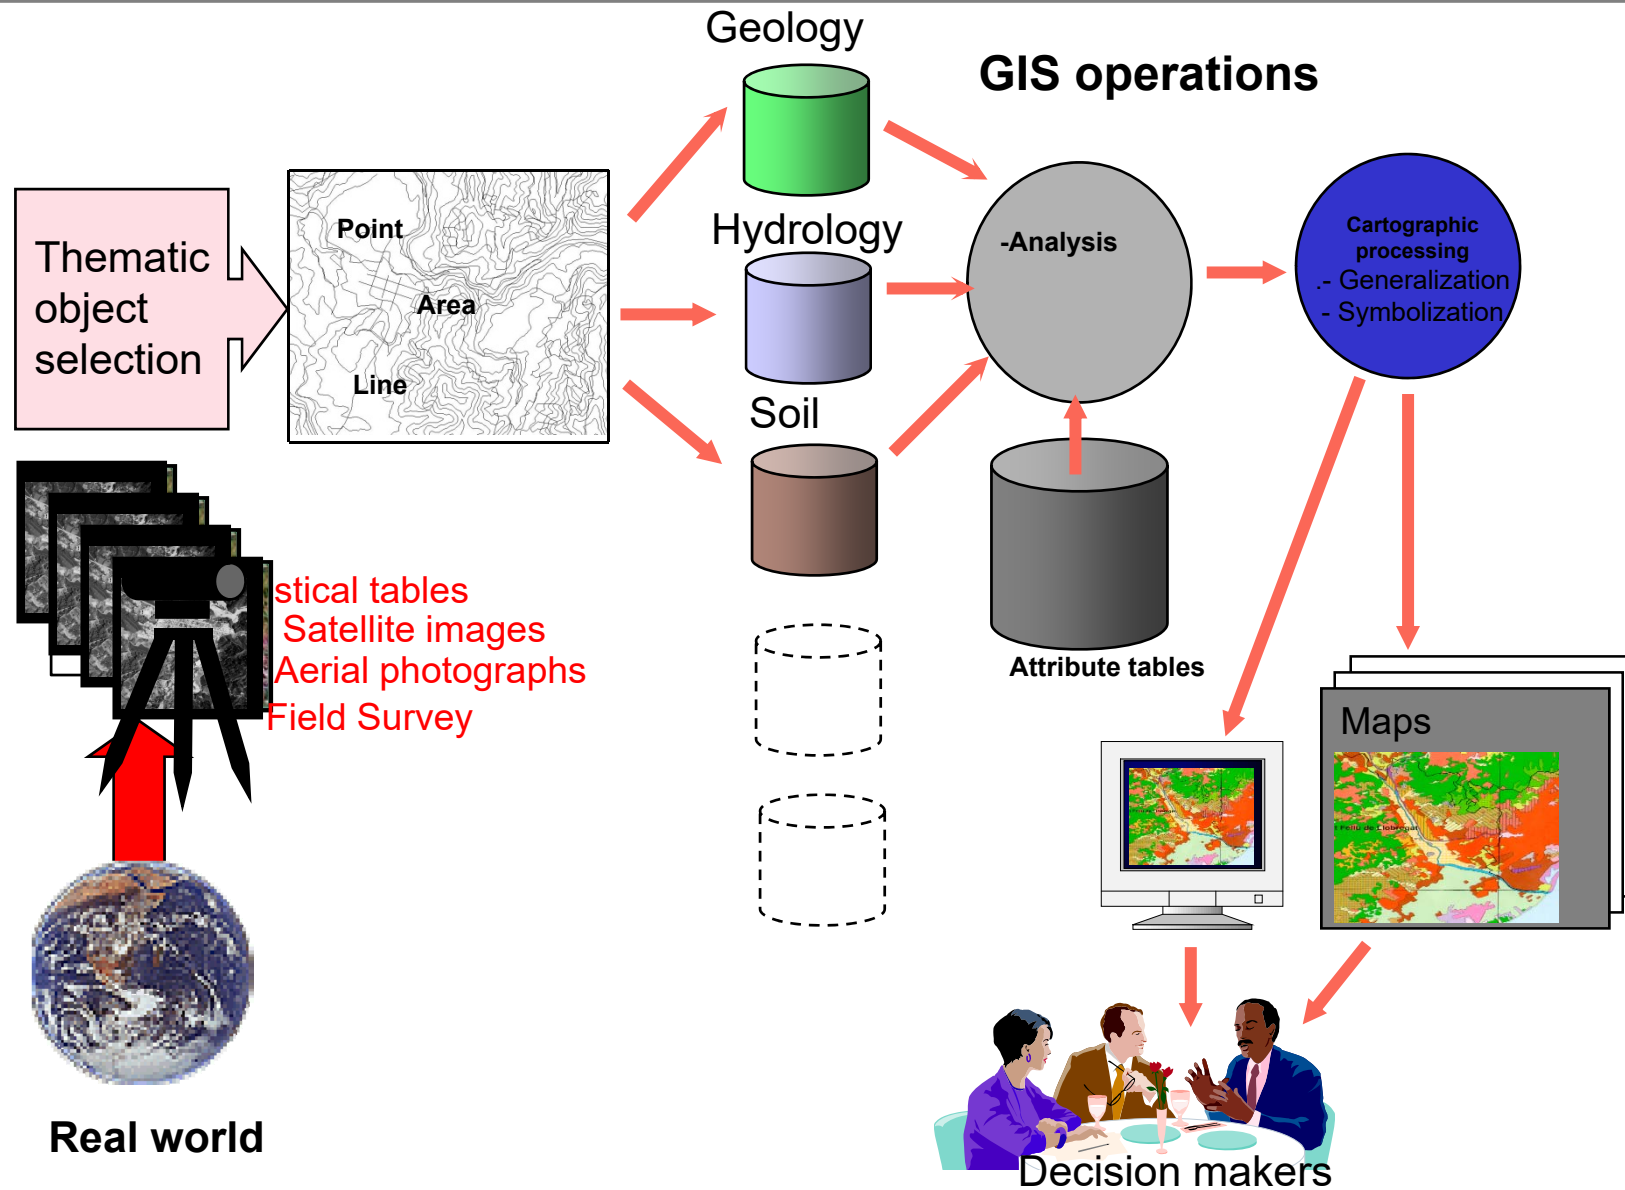 Geology
GIS operations
Thematic
object
selection
Point
Area
Line
Hydrology
Soil
-Analysis
Cartographic
processing
.- Generalization
- Symbolization
stical tables
Satellite images
Aerial photographs
Field Survey
Attribute tables
Maps
Real world
Decision makers